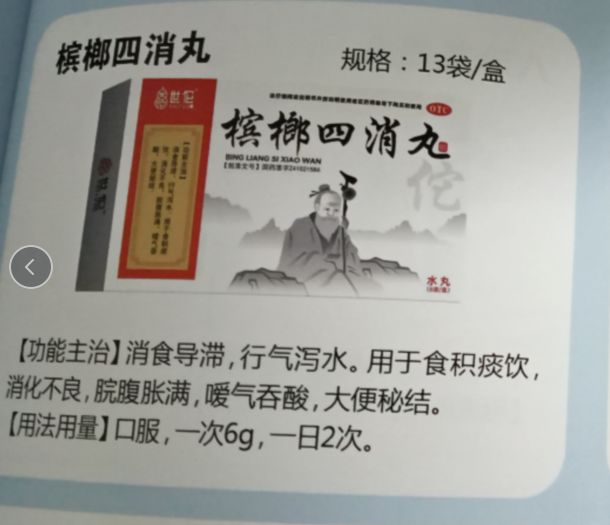 槟榔四消丸
规格：13袋/盒
世佗
OTC
槟榔四消丸
BING LIANG SI XIAO WAN
水丸
【功能主治】消食导滞，行气泻水。用于食积痰饮，
消化不良，脘腹胀满，嗳气吞酸，大便秘结。
【用法用量】口服，一次6g，一日2次。